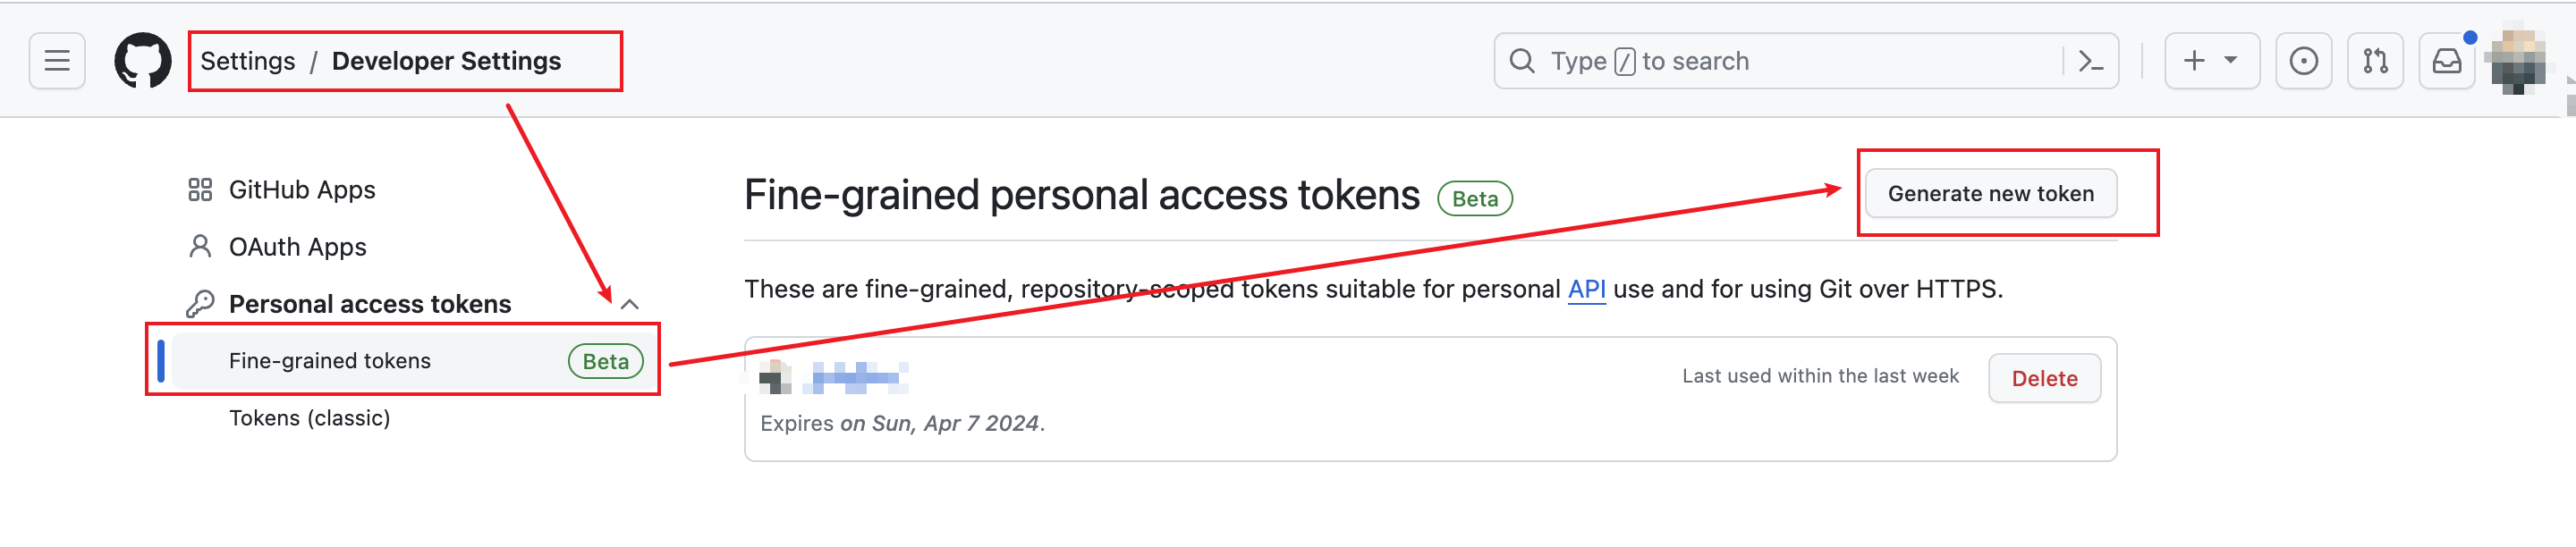 Settings / Developer Settings
Type / to search
GitHub Apps
OAuth Apps
Personal access tokens
Fine-grained tokens Beta
Tokens (classic)
Fine-grained personal access tokens Beta
Generate new token
These are fine-grained, repository-scoped tokens suitable for personal API use and for using Git over HTTPS.
Last used within the last week
Delete
Expires on Sun, Apr 7 2024.